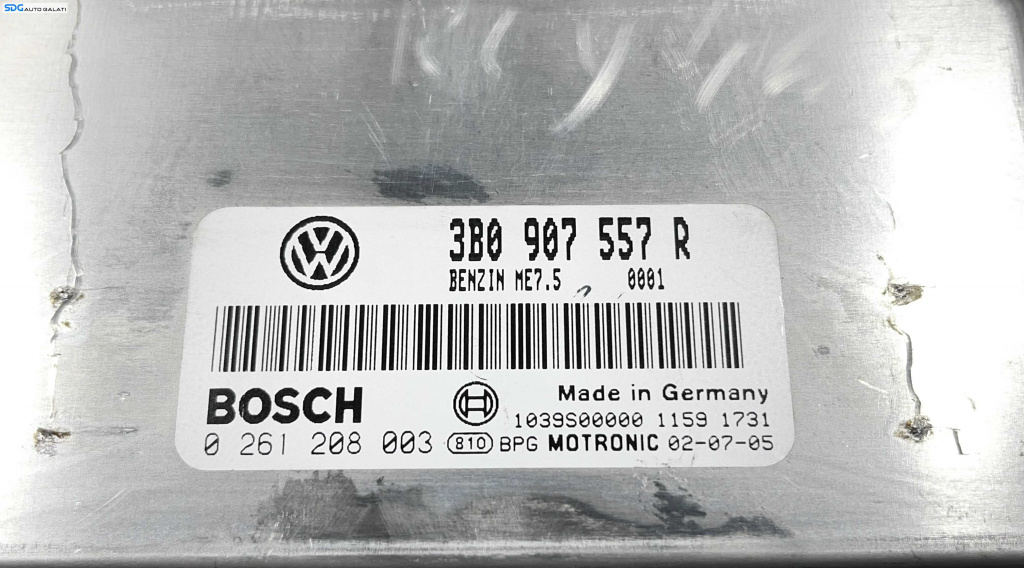 SDG AUTO GALATI
3B0 907 557 R
BENZIN ME7.5 0001
BOSCH
Made in Germany
1039S00000 1159 1731
0 261 208 003 810 BPG MOTRONIC 02-07-05